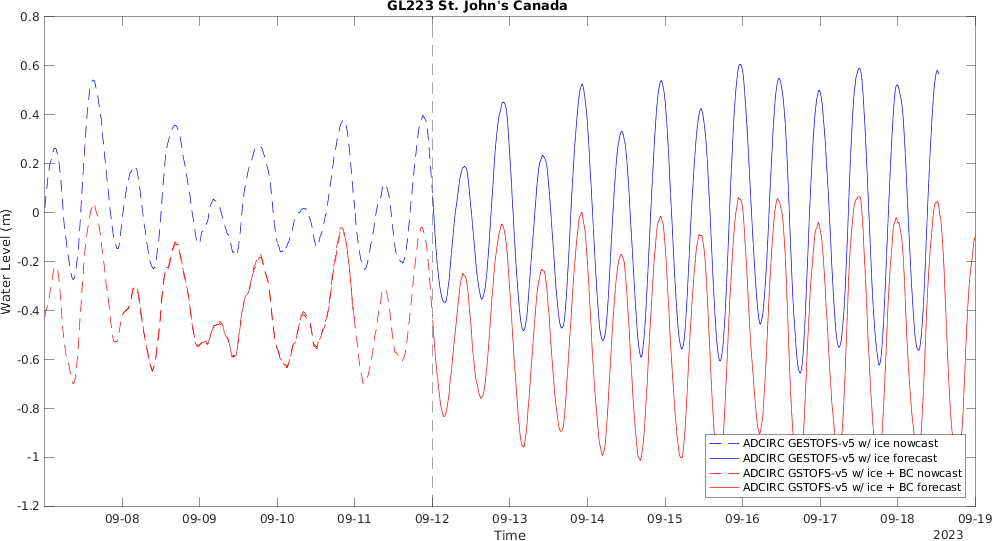 GL223 St. John's Canada
0.8
0.6
0.4
0.2
0
-0.2
-0.4
-0.6
-0.8
-1
-1.2
Water Level (m)
ADCIRC GESTOFS-v5 w/ ice nowcast
ADCIRC GESTOFS-v5 w/ ice forecast
ADCIRC GSTOFS-v5 w/ ice + BC nowcast
ADCIRC GSTOFS-v5 w/ ice + BC forecast
09-08 09-09 09-10 09-11 09-12 09-13 09-14 09-15 09-16 09-17 09-18 09-19
Time
2023